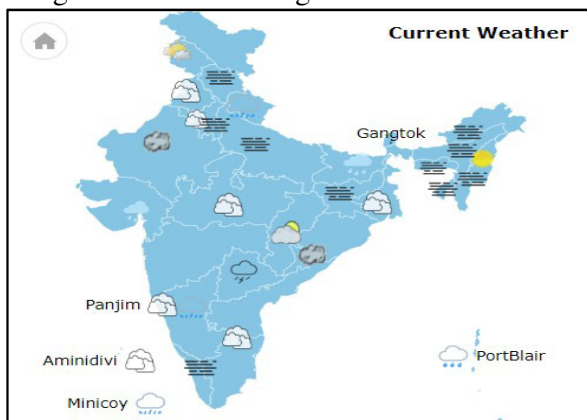 Current Weather
Gangtok
Panjim
Aminidivi
PortBlair
Minicoy